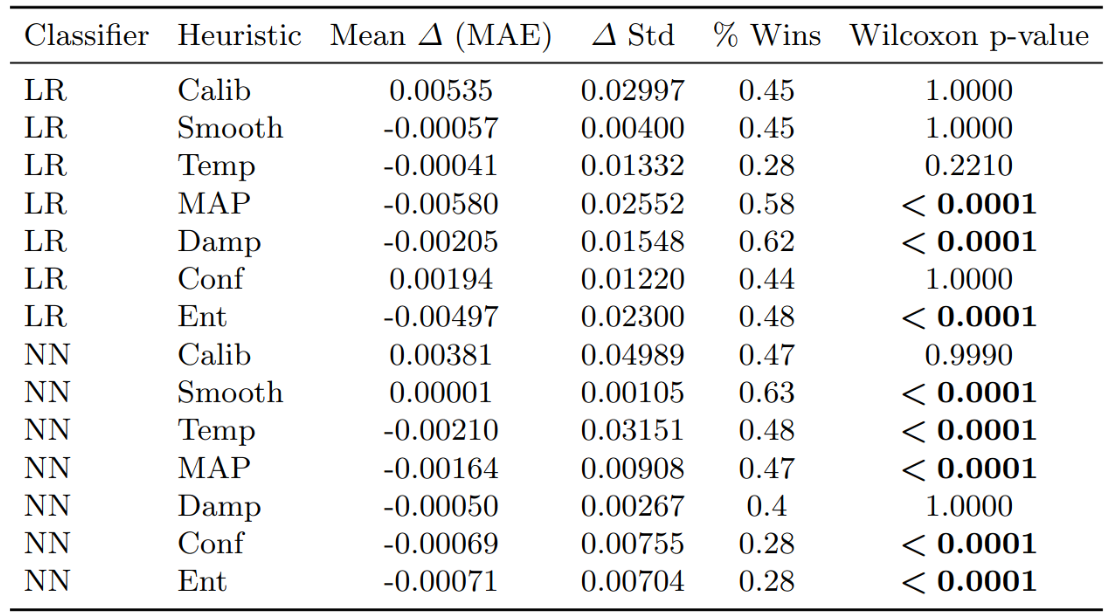 Classifier Heuristic Mean Δ (MAE) Δ Std % Wins Wilcoxon p-value
LR Calib 0.00535 0.02997 0.45 1.0000
LR Smooth -0.00057 0.00400 0.45 1.0000
LR Temp -0.00041 0.01332 0.28 0.2210
LR MAP -0.00580 0.02552 0.58 < 0.0001
LR Damp -0.00205 0.01548 0.62 < 0.0001
LR Conf 0.00194 0.01220 0.44 1.0000
LR Ent -0.00497 0.02300 0.48 < 0.0001
NN Calib 0.00381 0.04989 0.47 0.9990
NN Smooth 0.00001 0.00105 0.63 < 0.0001
NN Temp -0.00210 0.03151 0.48 < 0.0001
NN MAP -0.00164 0.00908 0.47 < 0.0001
NN Damp -0.00050 0.00267 0.4 1.0000
NN Conf -0.00069 0.00755 0.28 < 0.0001
NN Ent -0.00071 0.00704 0.28 < 0.0001